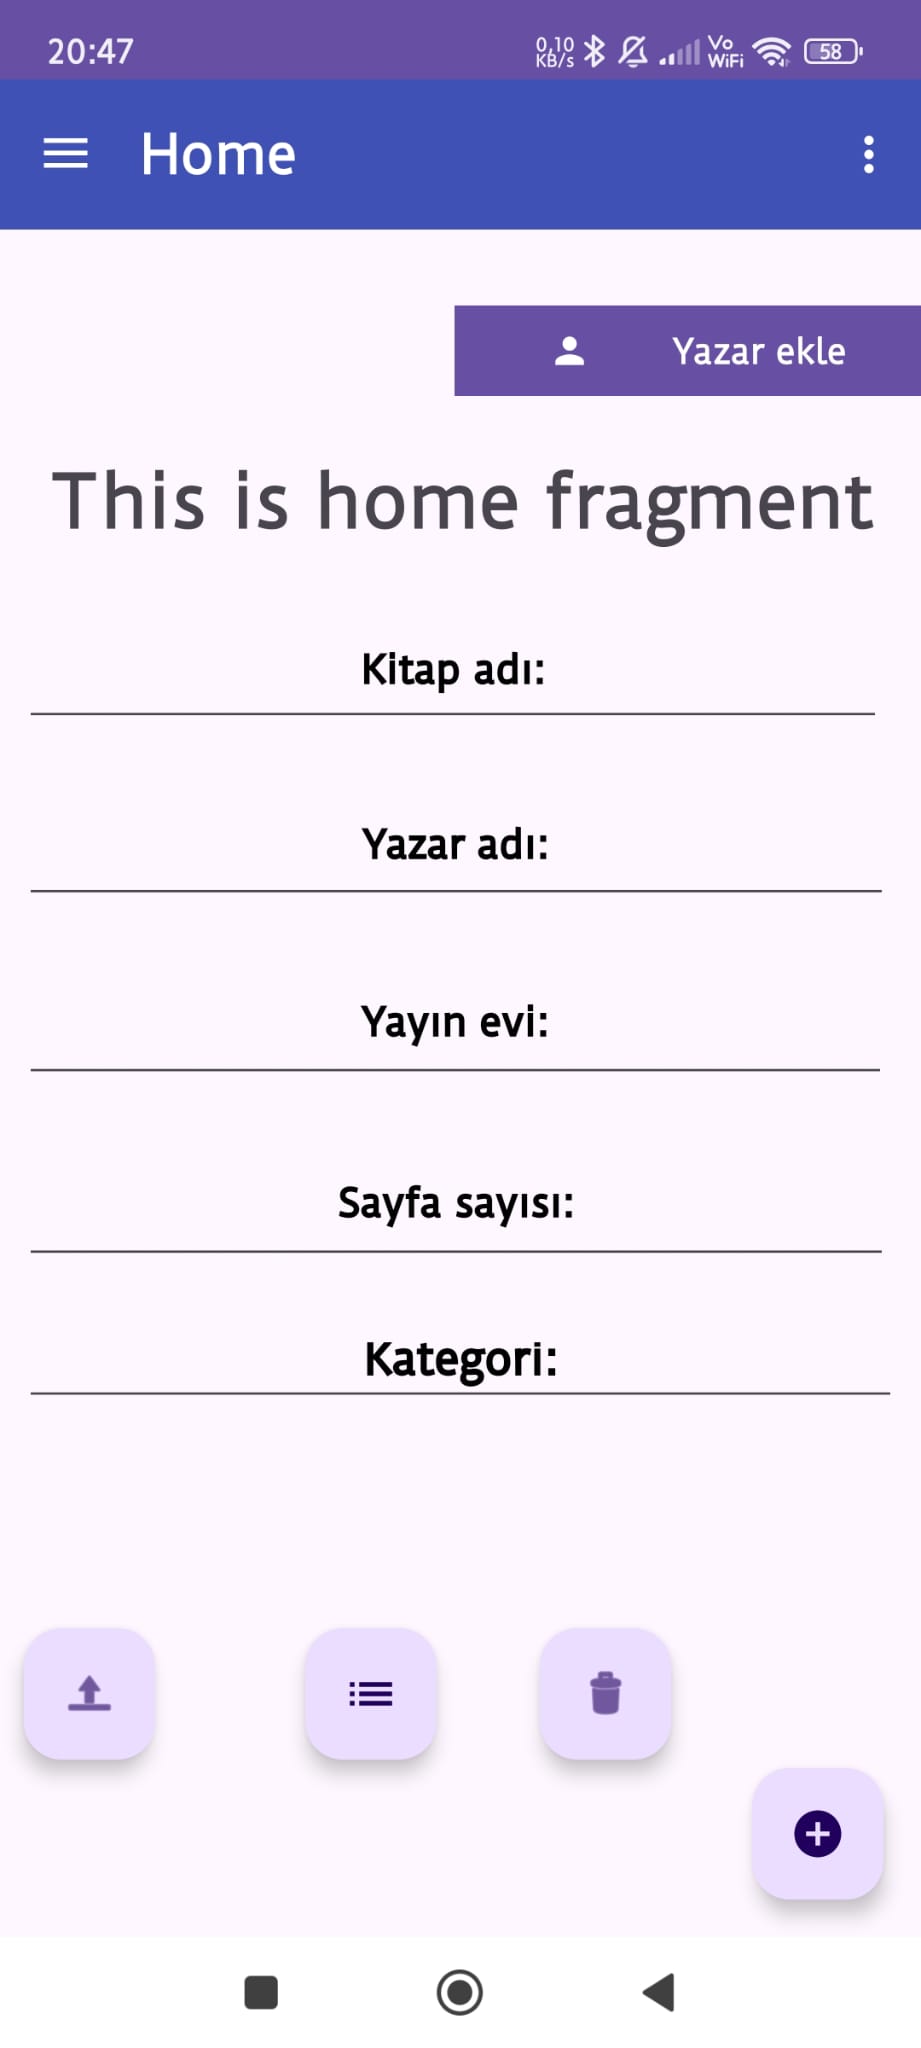 20:47
0,10
KB/s
Vo
WiFi
58
Home
Yazar ekle
This is home fragment
Kitap adı:
Yazar adı:
Yayın evi:
Sayfa sayısı:
Kategori: